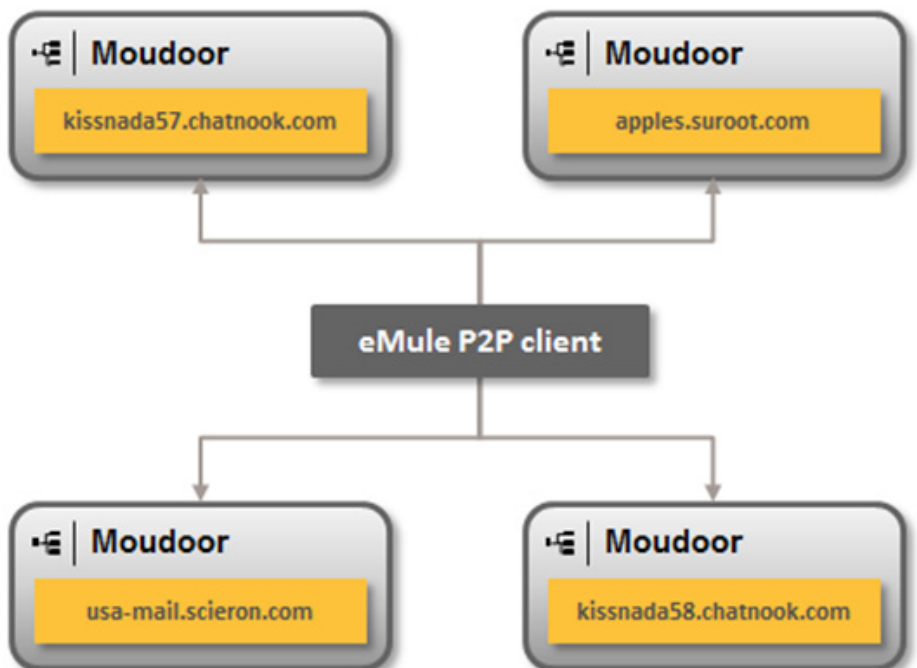 Moudoor
kissnada57.chatnook.com
Moudoor
apples.suroot.com
eMule P2P client
Moudoor
usa-mail.scieron.com
Moudoor
kissnada58.chatnook.com